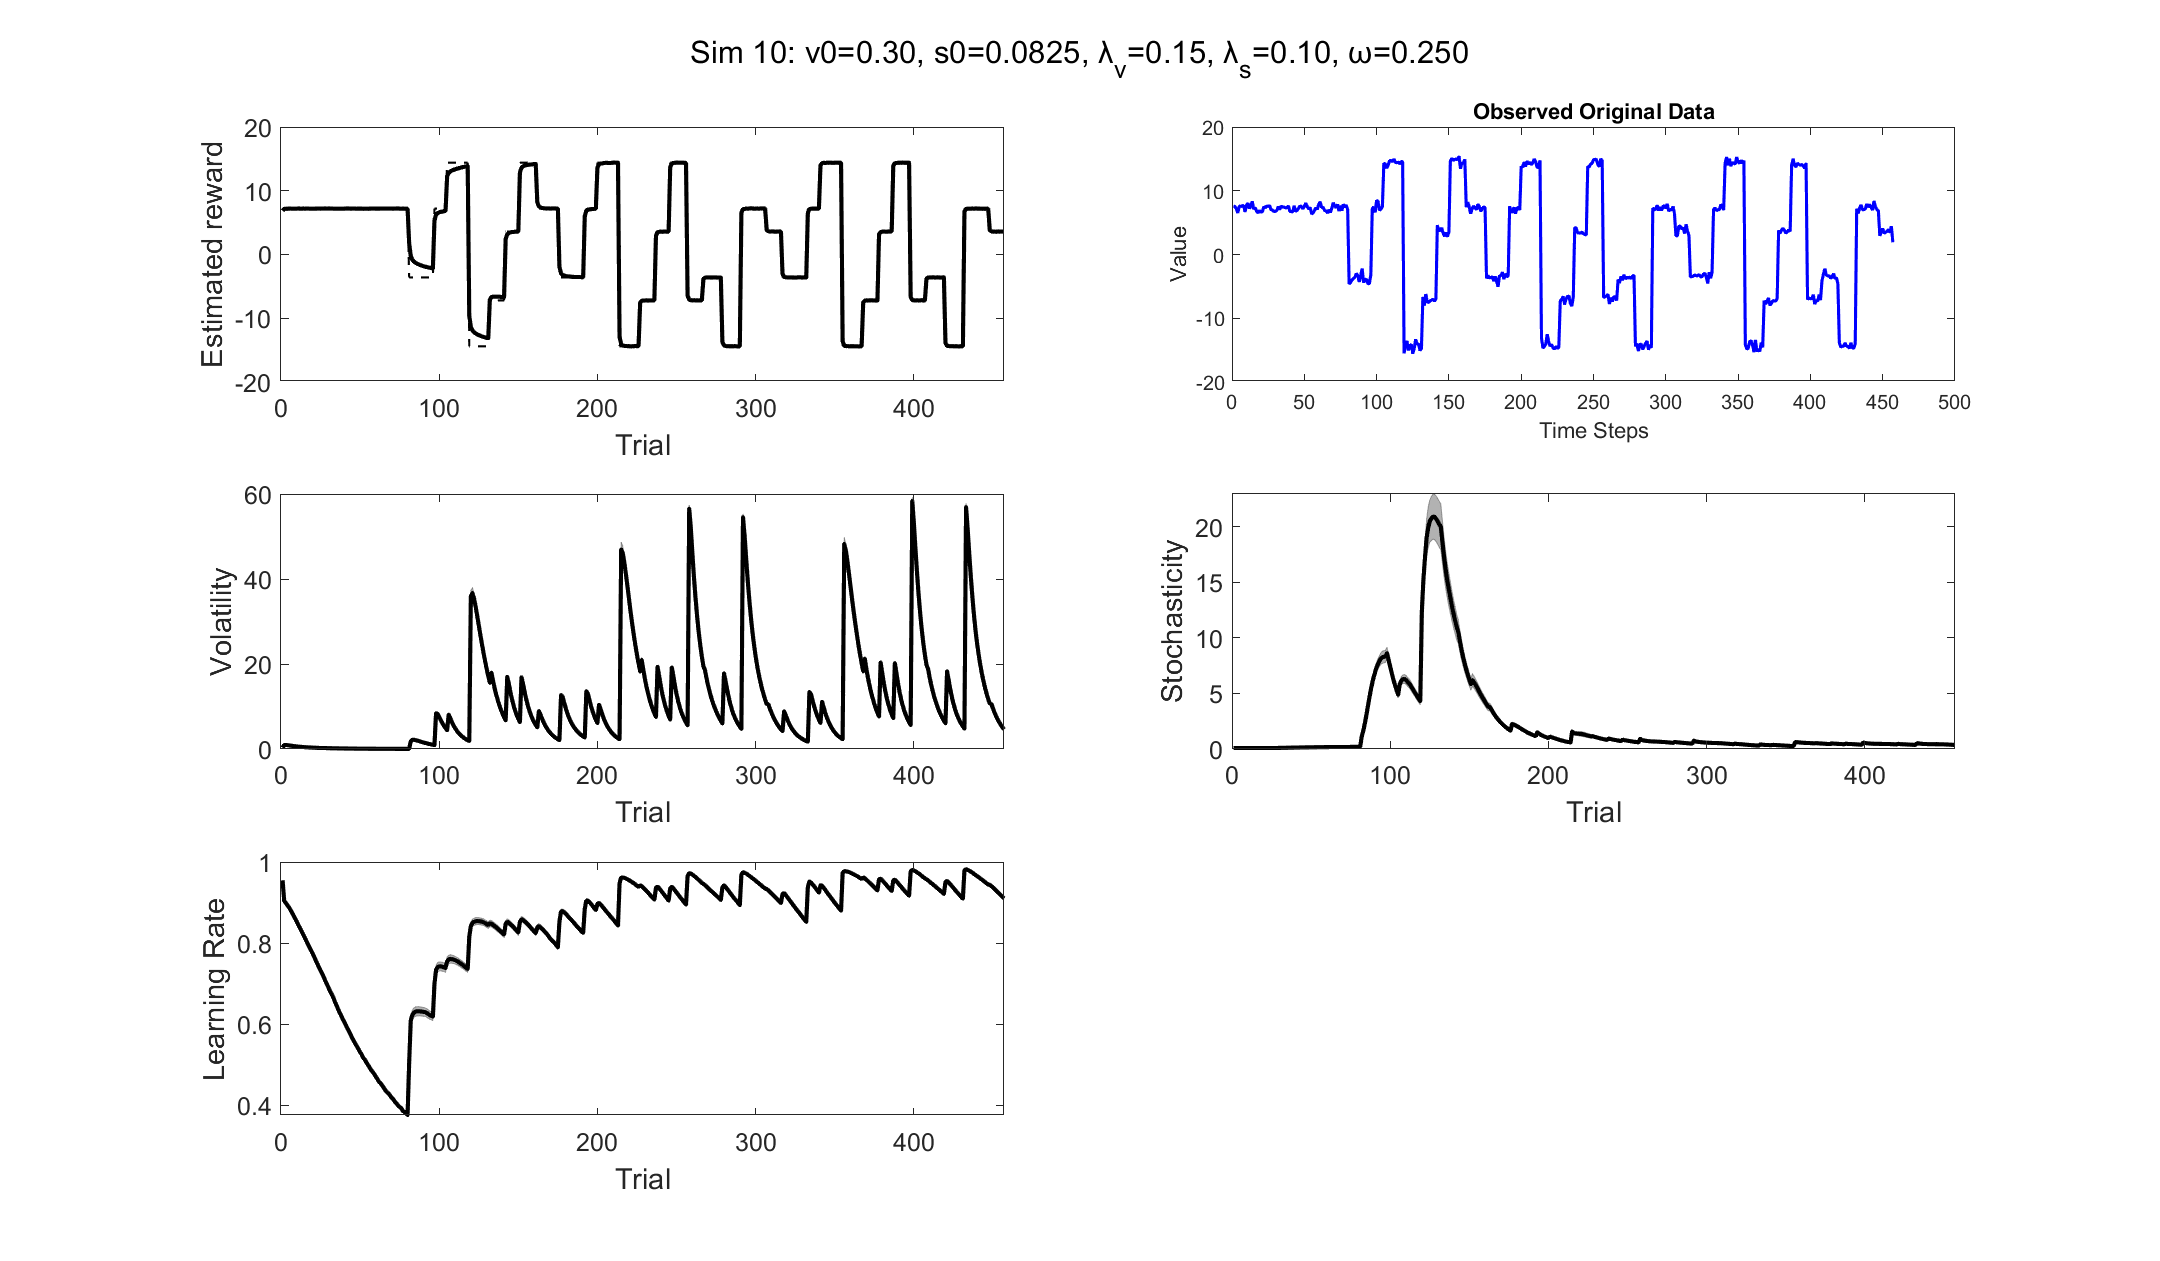 Sim 10: v0=0.30, s0=0.0825, λ_v=0.15, λ_s=0.10, ω=0.250
Estimated reward
20
10
0
-10
-20
0 100 200 300 400
Trial
Observed Original Data
Value
20
10
0
-10
-20
0 50 100 150 200 250 300 350 400 450 500
Time Steps
Volatility
60
40
20
0
0 100 200 300 400
Trial
Stochasticity
20
15
10
5
0
0 100 200 300 400
Trial
Learning Rate
1
0.8
0.6
0.4
0 100 200 300 400
Trial